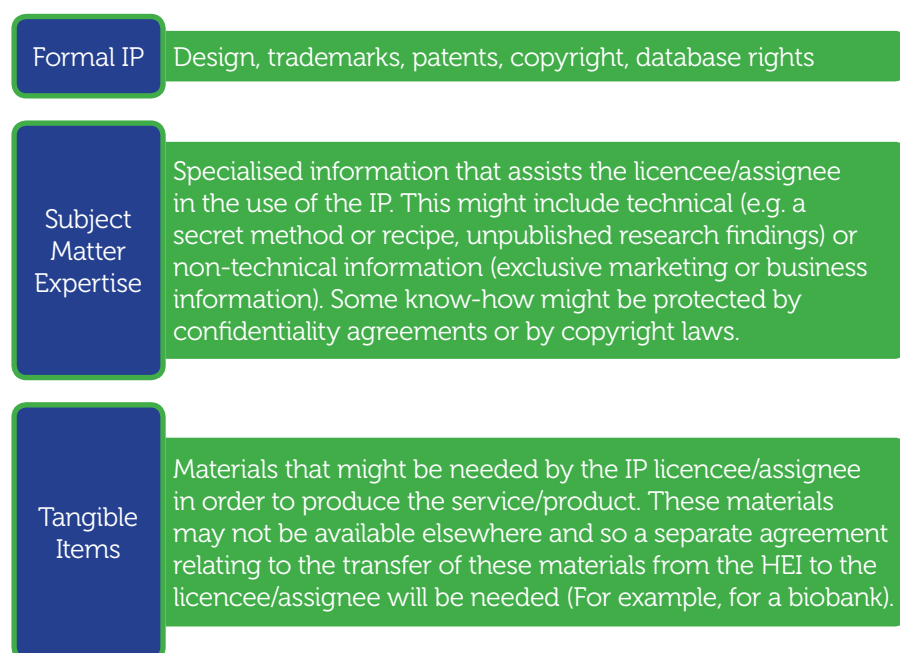 Formal IP
Design, trademarks, patents, copyright, database rights
Subject
Matter
Expertise
Specialised information that assists the licencee/assignee
in the use of the IP. This might include technical (e.g. a
secret method or recipe, unpublished research findings) or
non-technical information (exclusive marketing or business
information). Some know-how might be protected by
confidentiality agreements or by copyright laws.
Tangible
Items
Materials that might be needed by the IP licencee/assignee
in order to produce the service/product. These materials
may not be available elsewhere and so a separate agreement
relating to the transfer of these materials from the HEI to the
licencee/assignee will be needed (For example, for a biobank).